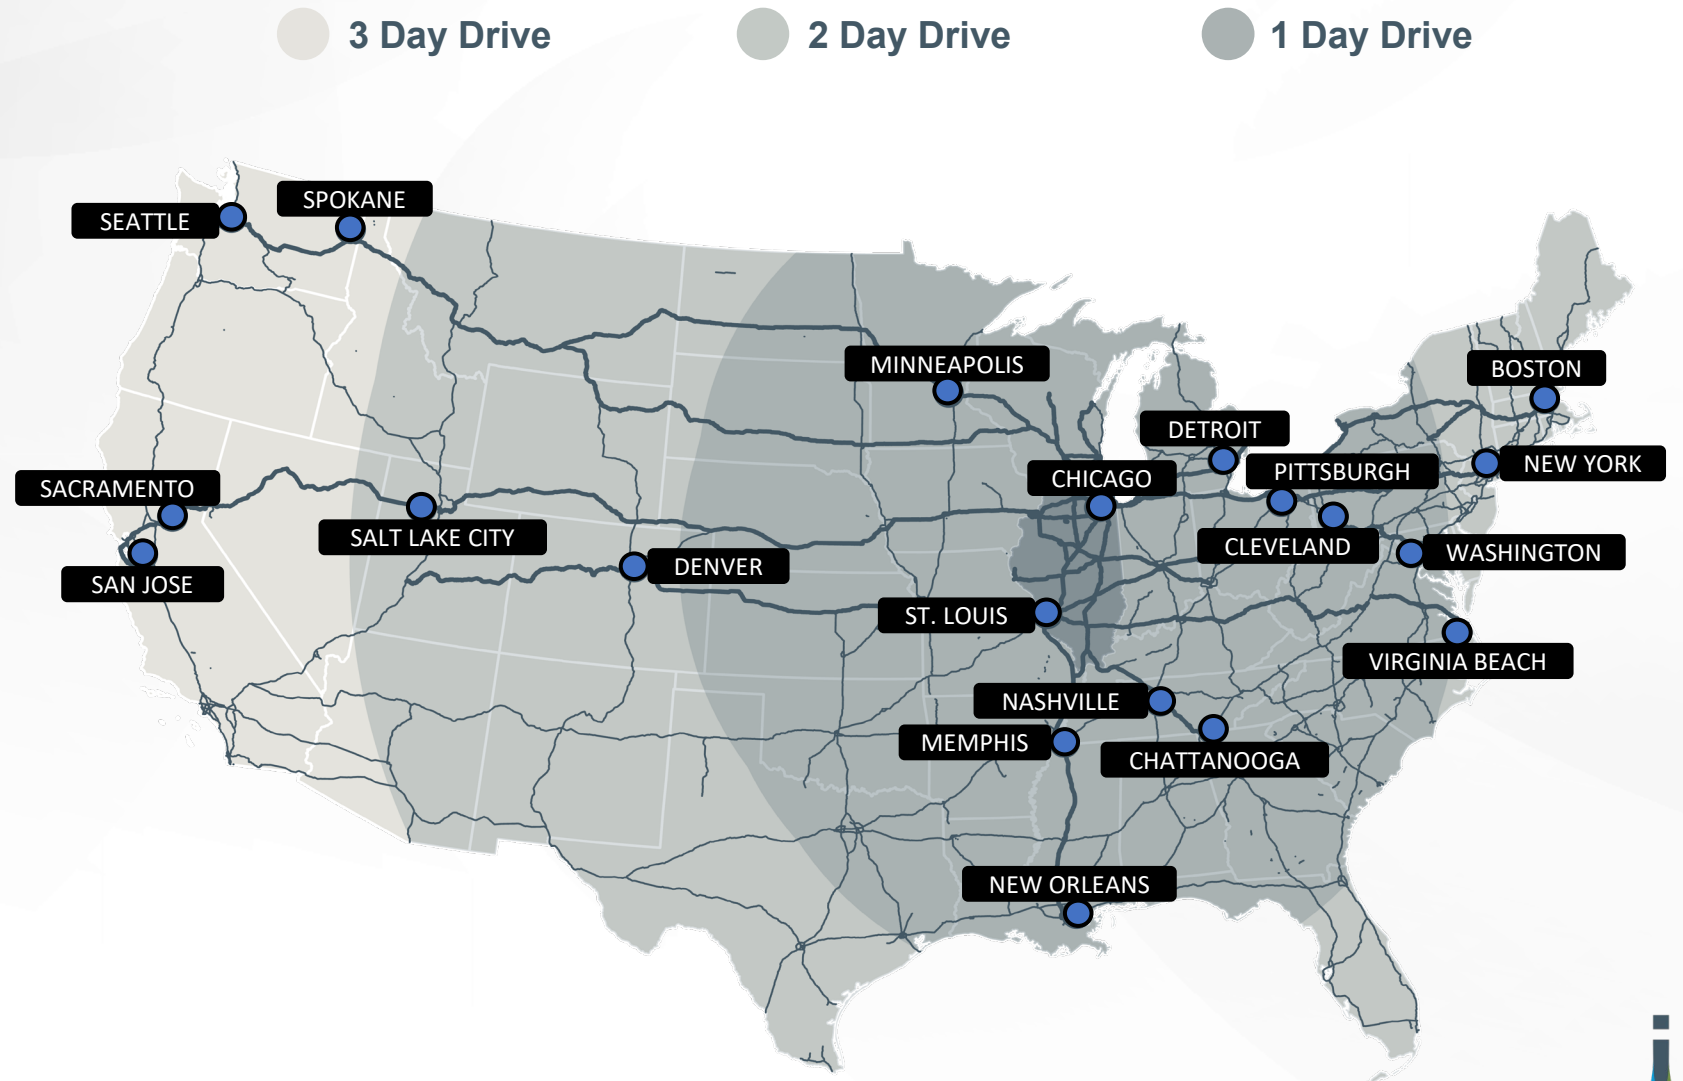 3 Day Drive
2 Day Drive
1 Day Drive
SPOKANE
SEATTLE
MINNEAPOLIS
BOSTON
DETROIT
NEW YORK
PITTSBURGH
CHICAGO
SACRAMENTO
SALT LAKE CITY
CLEVELAND
WASHINGTON
DENVER
SAN JOSE
ST. LOUIS
VIRGINIA BEACH
NASHVILLE
MEMPHIS
CHATTANOOGA
NEW ORLEANS